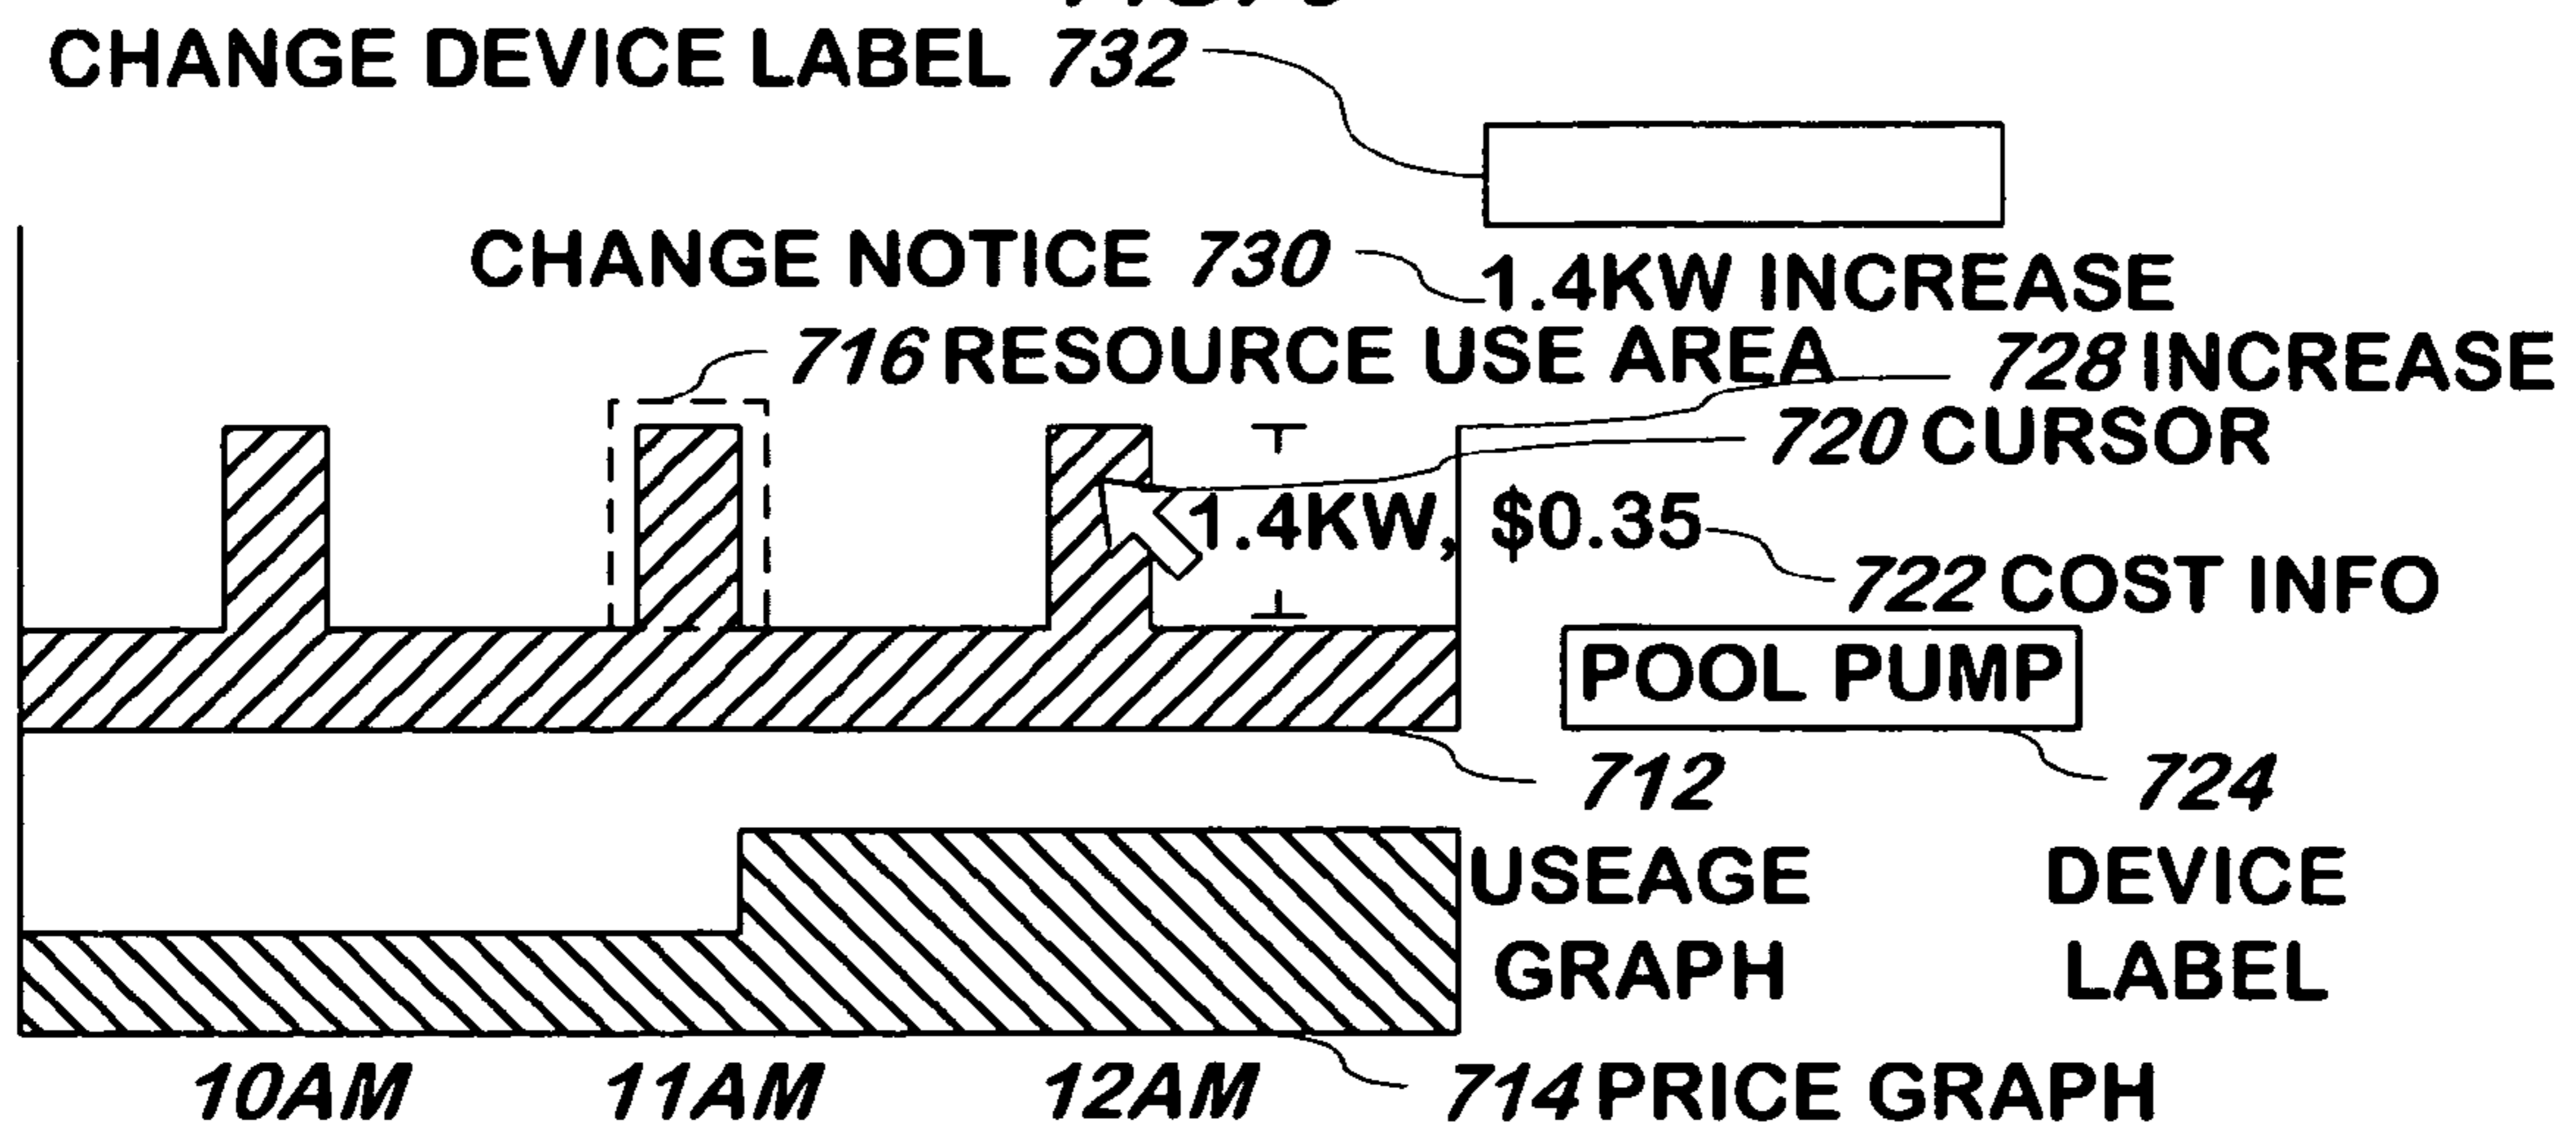 CHANGE DEVICE LABEL 732
CHANGE NOTICE 730
1.4KW INCREASE
716 RESOURCE USE AREA
728 INCREASE
720 CURSOR
1.4KW, $0.35
722 COST INFO
POOL PUMP
712
724
USEAGE
DEVICE
GRAPH
LABEL
10AM 11AM 12AM
714 PRICE GRAPH